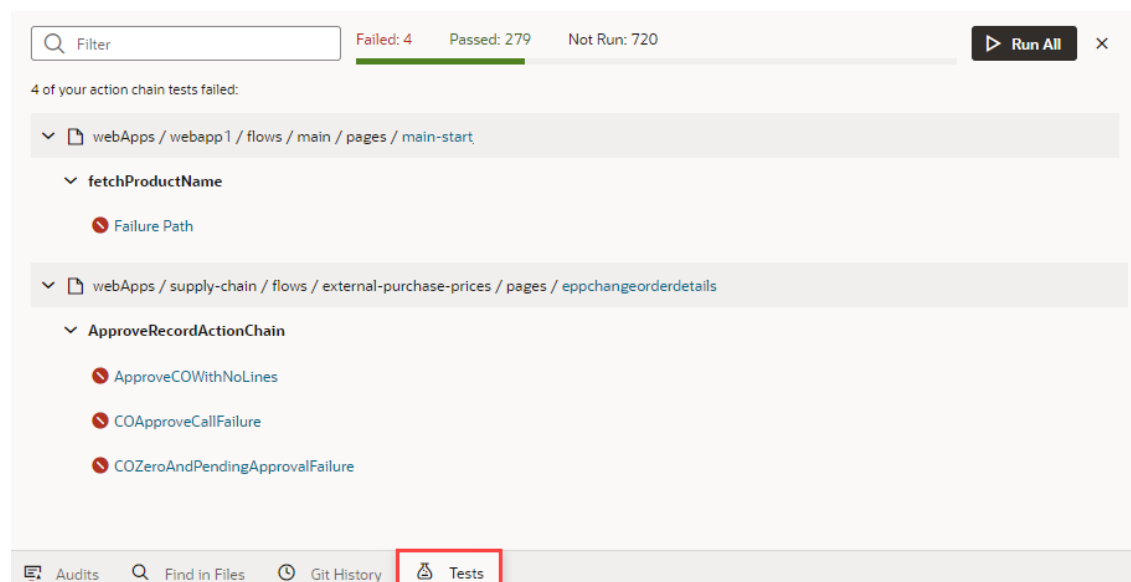 Filter
Failed: 4 Passed: 279 Not Run: 720
Run All
4 of your action chain tests failed:
webApps / webapp1 / flows / main / pages / main-start
fetchProductName
Failure Path
webApps / supply-chain / flows / external-purchase-prices / pages / eppchangeorderdetails
ApproveRecordActionChain
ApproveCOWithNoLines
COApproveCallFailure
COZeroAndPendingApprovalFailure
Audits Find in Files Git History Tests